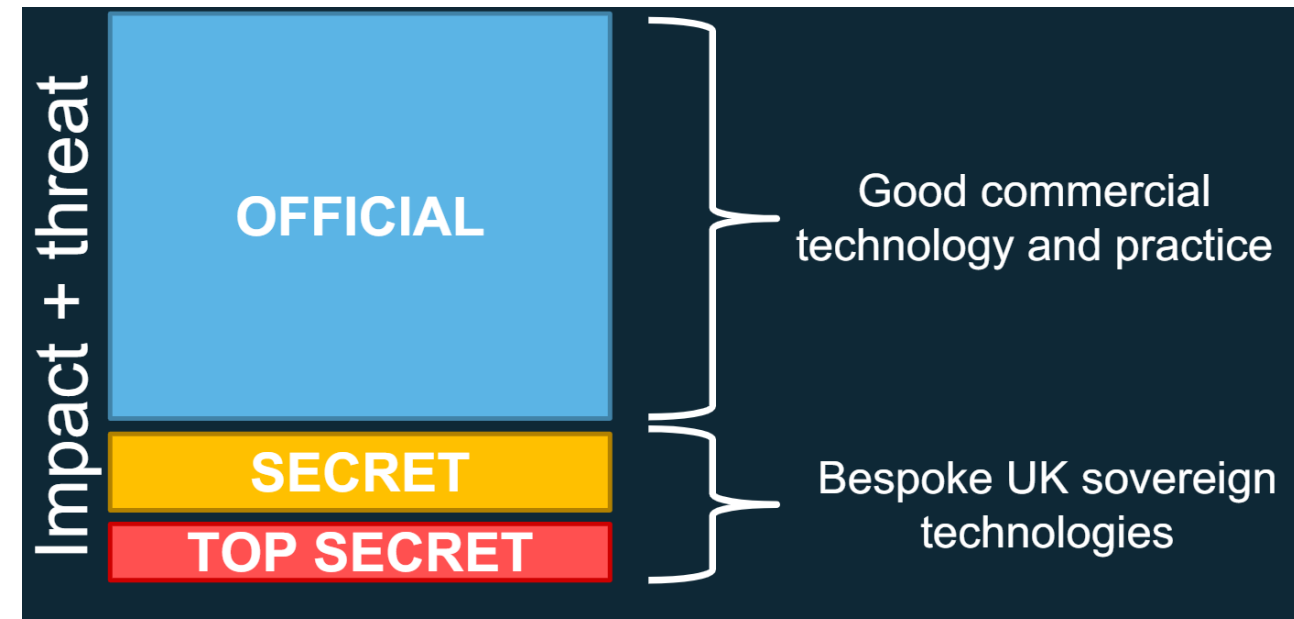 Impact + threat
OFFICIAL
Good commercial
technology and practice
SECRET
TOP SECRET
Bespoke UK sovereign
technologies